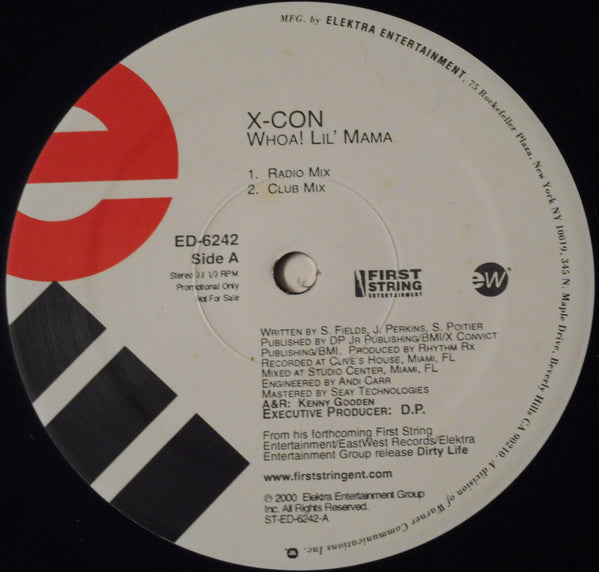 MFG. by ELEKTRA ENTERTAINMENT, 75 Rockefeller Plaza, New York NY 10019, 345 N. Maple Drive, Beverly Hills CA 90210. A division of Warner Communications Inc.
e
X-CON
WHOA! LIL' MAMA
1. RADIO MIX
2. CLUB MIX
ED-6242
Side A
Stereo 33 1/3 RPM
Promotional Only
Not For Sale
FIRST
STRING
ENTERTAINMENT
ew
WRITTEN BY S. FIELDS, J. PERKINS, S. POITIER
PUBLISHED BY DP JR PUBLISHING/BMI/X CONVICT
PUBLISHING/BMI. PRODUCED BY RHYTHM RX
RECORDED AT CLIVE'S HOUSE, MIAMI, FL
MIXED AT STUDIO CENTER, MIAMI, FL
ENGINEERED BY ANDI CARR
MASTERED BY SEAY TECHNOLOGIES
A&R: KENNY GOODEN
EXECUTIVE PRODUCER: D.P.
From his forthcoming First String
Entertainment/EastWest Records/Elektra
Entertainment Group release Dirty Life
www.firststringent.com
℗ © 2000 Elektra Entertainment Group
Inc. All Rights Reserved.
ST-ED-6242-A